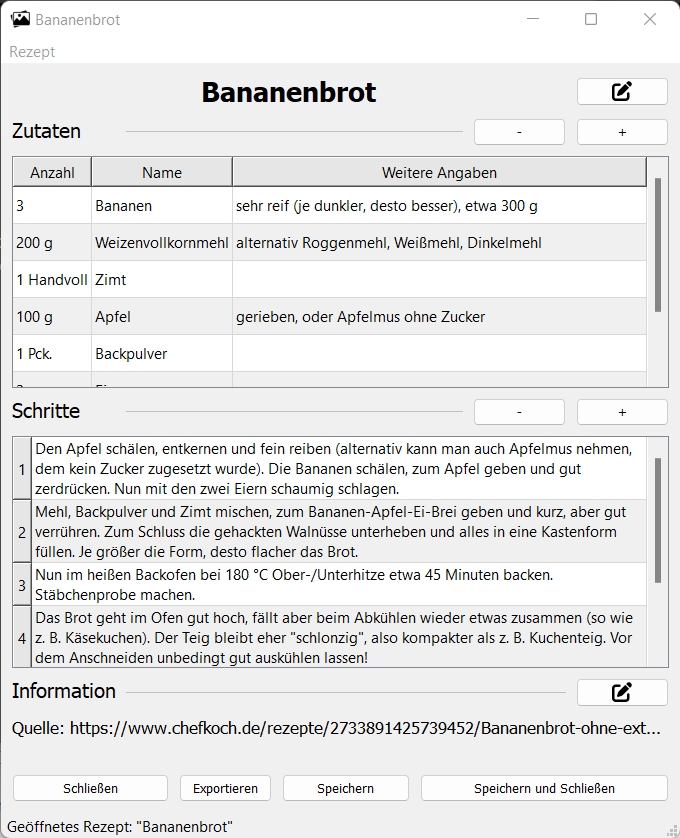 Bananenbrot
Rezept
Bananenbrot
Zutaten - +
Anzahl Name Weitere Angaben
3 Bananen sehr reif (je dunkler, desto besser), etwa 300 g
200 g Weizenvollkornmehl alternativ Roggenmehl, Weißmehl, Dinkelmehl
1 Handvoll Zimt
100 g Apfel gerieben, oder Apfelmus ohne Zucker
1 Pck. Backpulver
Schritte - +
1 Den Apfel schälen, entkernen und fein reiben (alternativ kann man auch Apfelmus nehmen,
dem kein Zucker zugesetzt wurde). Die Bananen schälen, zum Apfel geben und gut
zerdrücken. Nun mit den zwei Eiern schaumig schlagen.
2 Mehl, Backpulver und Zimt mischen, zum Bananen-Apfel-Ei-Brei geben und kurz, aber gut
verrühren. Zum Schluss die gehackten Walnüsse unterheben und alles in eine Kastenform
füllen. Je größer die Form, desto flacher das Brot.
3 Nun im heißen Backofen bei 180 °C Ober-/Unterhitze etwa 45 Minuten backen.
Stäbchenprobe machen.
4 Das Brot geht im Ofen gut hoch, fällt aber beim Abkühlen wieder etwas zusammen (so wie
z. B. Käsekuchen). Der Teig bleibt eher "schlonzig", also kompakter als z. B. Kuchenteig. Vor
dem Anschneiden unbedingt gut auskühlen lassen!
Information
Quelle: https://www.chefkoch.de/rezepte/2733891425739452/Bananenbrot-ohne-ext...
Schließen Exportieren Speichern Speichern und Schließen
Geöffnetes Rezept: "Bananenbrot"